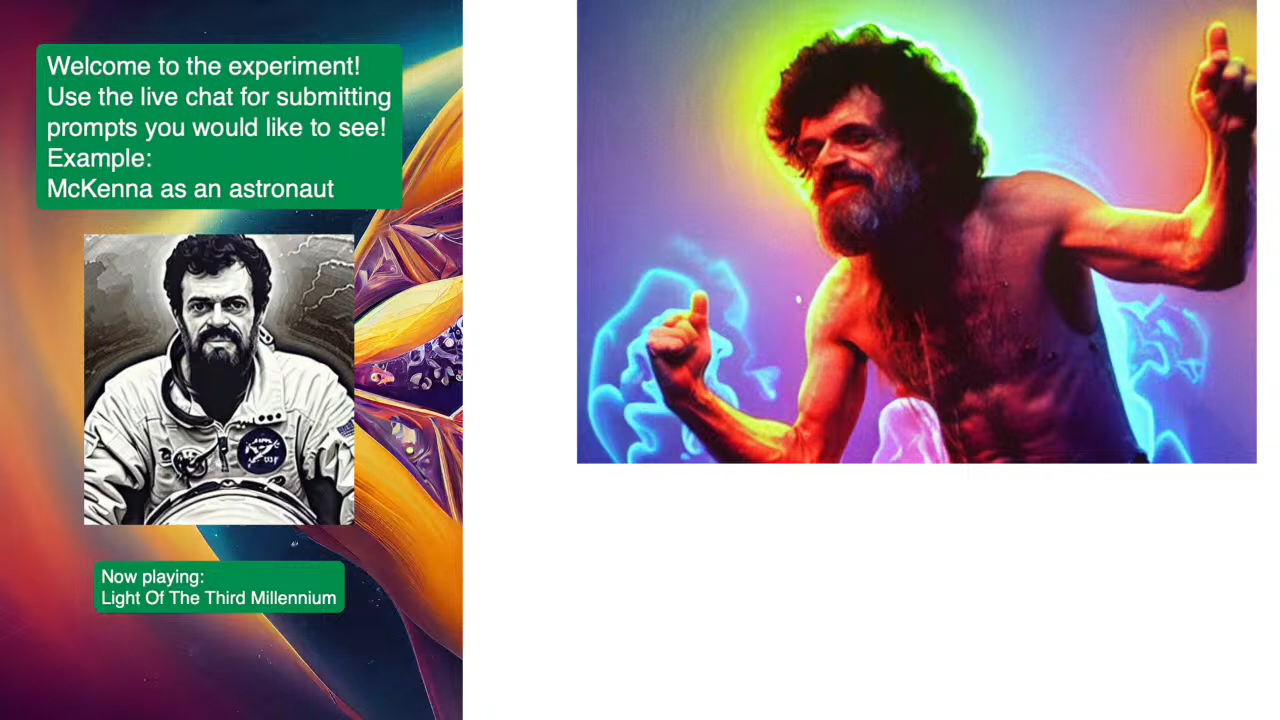 Welcome to the experiment!
Use the live chat for submitting
prompts you would like to see!
Example:
McKenna as an astronaut
Now playing:
Light Of The Third Millennium